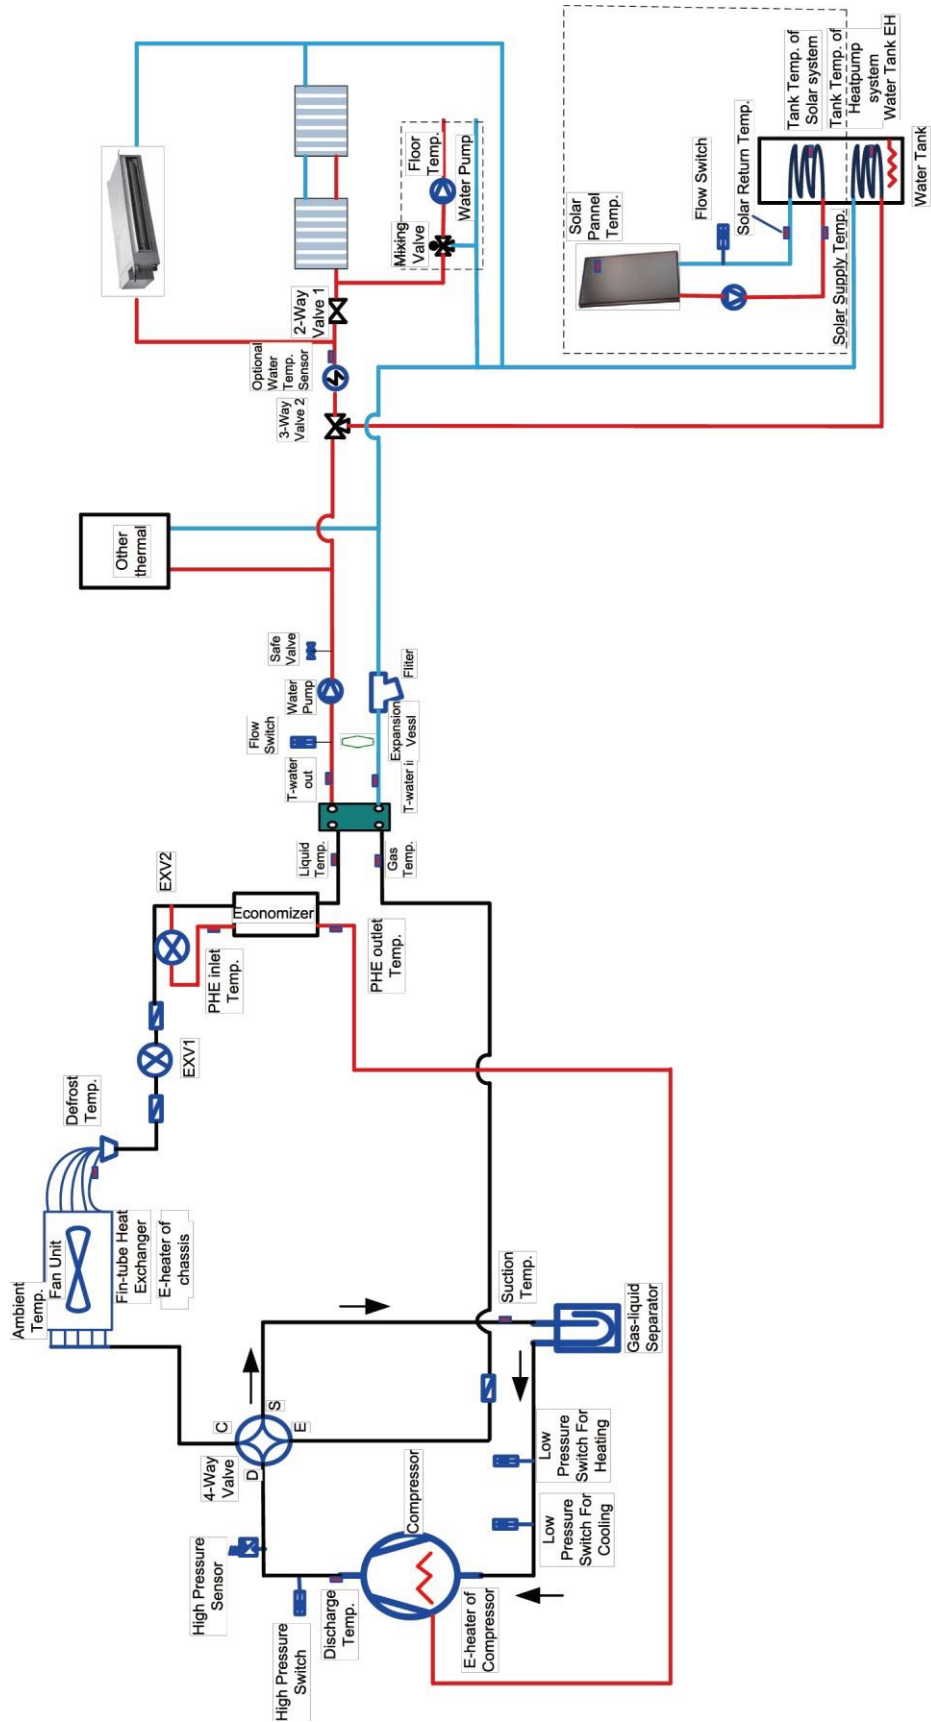 Ambient
Temp.
Fan Unit
Fin-tube Heat
Exchanger
E-heater of
chassis
Defrost
Temp.
EXV1
EXV2
PHE inlet
Temp.
Economizer
PHE outlet
Temp.
Liquid
Temp.
Gas
Temp.
T-water
out
T-water i
Flow
Switch
Water
Pump
Safe
Valve
Expansion
Vessl
Fliter
Other
thermal
3-Way
Valve 2
Optional
Water
Temp.
Sensor
2-Way
Valve 1
Mixing
Valve
Floor
Temp.
Water Pump
Solar
Pannel
Temp.
Flow Switch
Solar Return Temp.
Solar Supply Temp.
Tank Temp. of
Solar system
Tank Temp. of
Heatpump
system
Water Tank EH
Water Tank
High Pressure
Sensor
High Pressure
Switch
4-Way
Valve
D
C
S
E
Discharge
Temp.
Compressor
E-heater of
Compressor
Low
Pressure
Switch For
Cooling
Low
Pressure
Switch For
Heating
Suction
Temp.
Gas-liquid
Separator